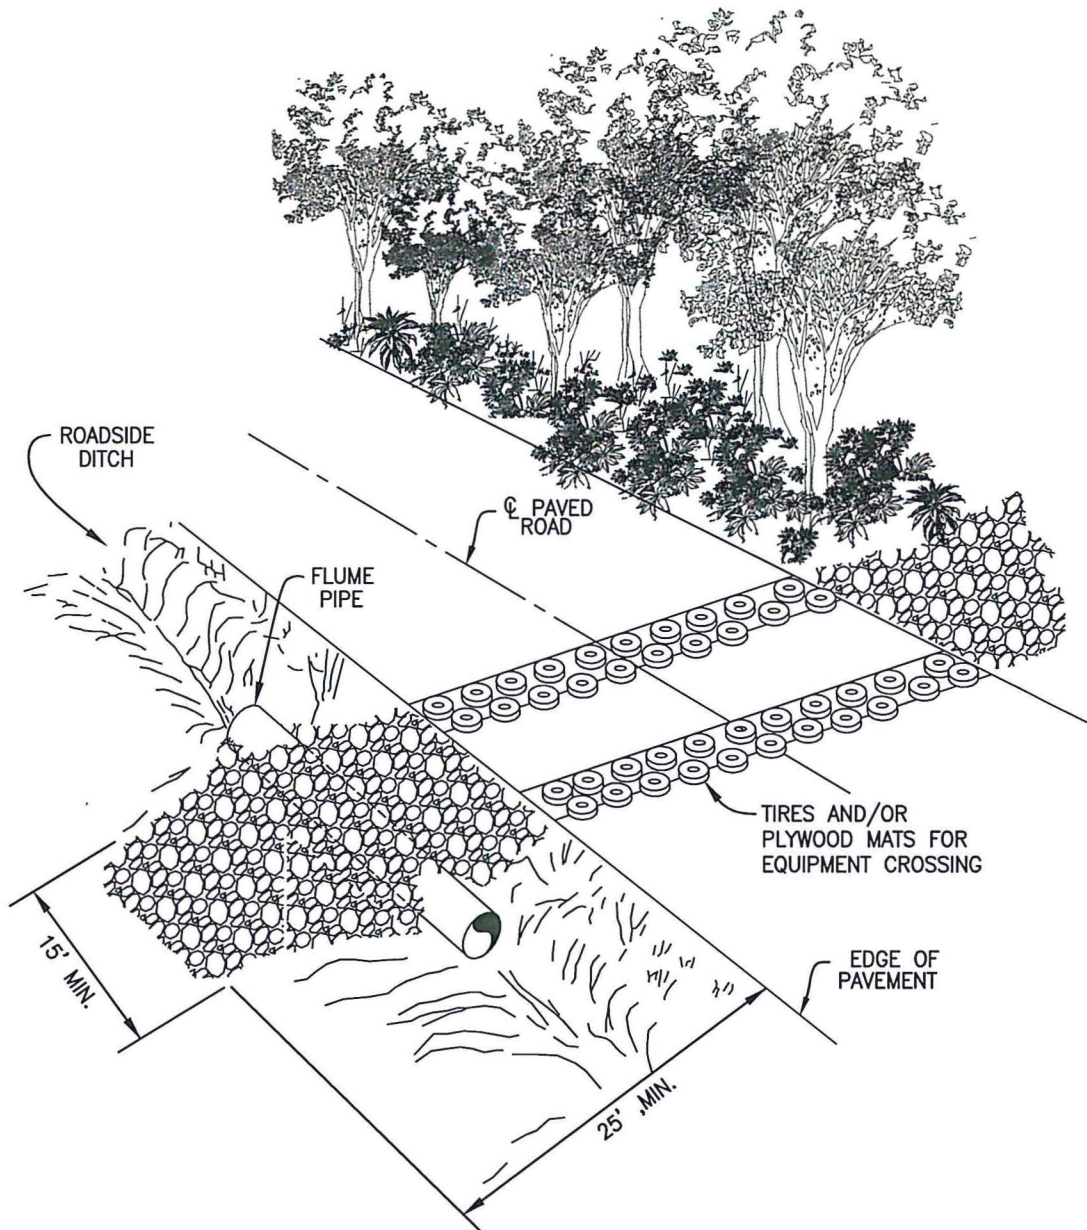 ROADSIDE
DITCH
℄ PAVED
ROAD
FLUME
PIPE
TIRES AND/OR
PLYWOOD MATS FOR
EQUIPMENT CROSSING
15' MIN.
EDGE OF
PAVEMENT
25' ,MIN.